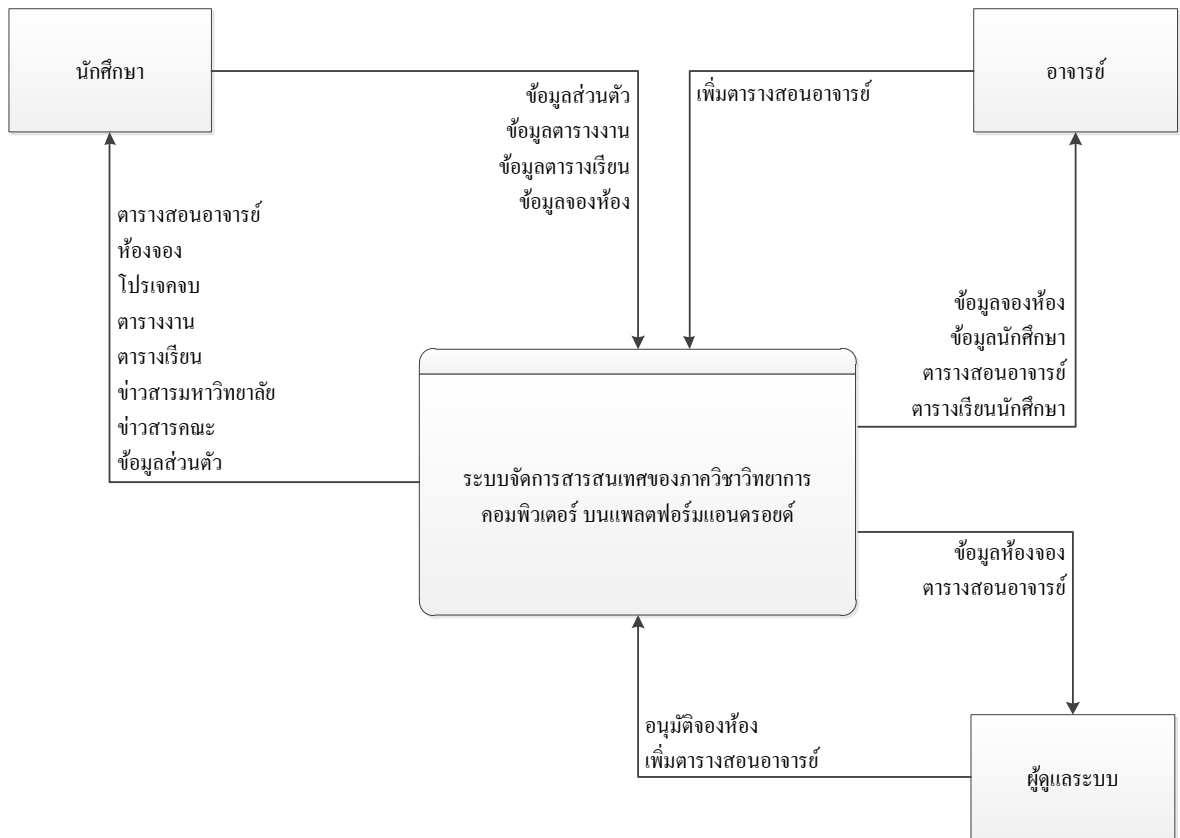 นักศึกษา
อาจารย์
ข้อมูลส่วนตัว
ข้อมูลตารางงาน
ข้อมูลตารางเรียน
ข้อมูลจองห้อง
เพิ่มตารางสอนอาจารย์
ตารางสอนอาจารย์
ห้องจอง
โปรเจคจบ
ตารางงาน
ตารางเรียน
ข่าวสารมหาวิทยาลัย
ข่าวสารคณะ
ข้อมูลส่วนตัว
ข้อมูลจองห้อง
ข้อมูลนักศึกษา
ตารางสอนอาจารย์
ตารางเรียนนักศึกษา
ระบบจัดการสารสนเทศของภาควิชาวิทยาการ
คอมพิวเตอร์ บนแพลตฟอร์มแอนดรอยด์
ข้อมูลห้องจอง
ตารางสอนอาจารย์
อนุมัติจองห้อง
เพิ่มตารางสอนอาจารย์
ผู้ดูแลระบบ